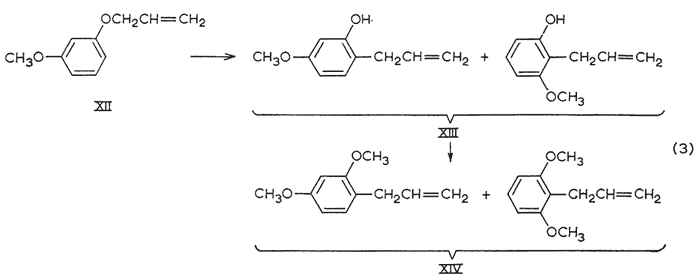 OCH₂CH=CH₂
CH₃O
XII
OH
CH₃O
CH₂CH=CH₂
+
OH
CH₂CH=CH₂
OCH₃
XIII
(3)
OCH₃
CH₃O
CH₂CH=CH₂
+
OCH₃
CH₂CH=CH₂
OCH₃
XIV